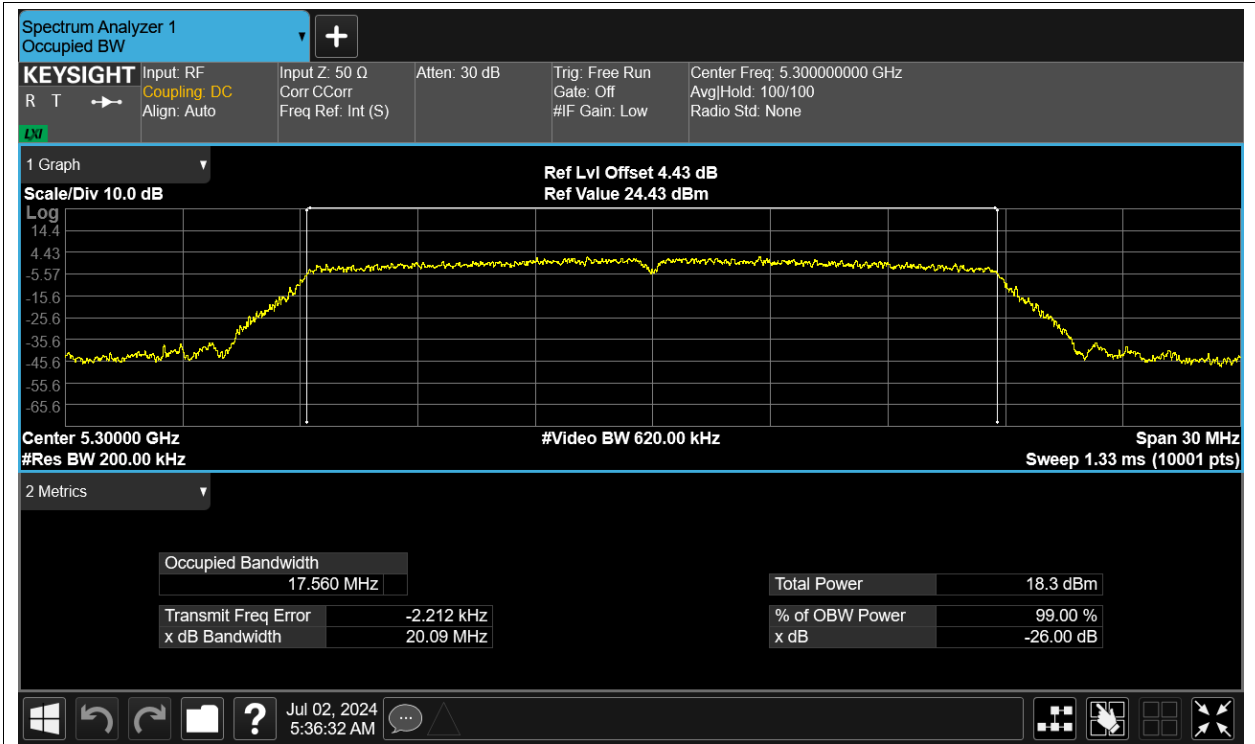 Spectrum Analyzer 1
Occupied BW
KEYSIGHT
R T
LXI
Input: RF
Coupling: DC
Align: Auto
Input Z: 50 Ω
Corr CCorr
Freq Ref: Int (S)
Atten: 30 dB
Trig: Free Run
Gate: Off
#IF Gain: Low
Center Freq: 5.300000000 GHz
Avg|Hold: 100/100
Radio Std: None
1 Graph
Scale/Div 10.0 dB
Ref Lvl Offset 4.43 dB
Ref Value 24.43 dBm
Log
14.4
4.43
-5.57
-15.6
-25.6
-35.6
-45.6
-55.6
-65.6
Center 5.30000 GHz
#Res BW 200.00 kHz
#Video BW 620.00 kHz
Span 30 MHz
Sweep 1.33 ms (10001 pts)
2 Metrics
Occupied Bandwidth
17.560 MHz
Transmit Freq Error -2.212 kHz
x dB Bandwidth 20.09 MHz
Total Power 18.3 dBm
% of OBW Power 99.00 %
x dB -26.00 dB
Jul 02, 2024
5:36:32 AM